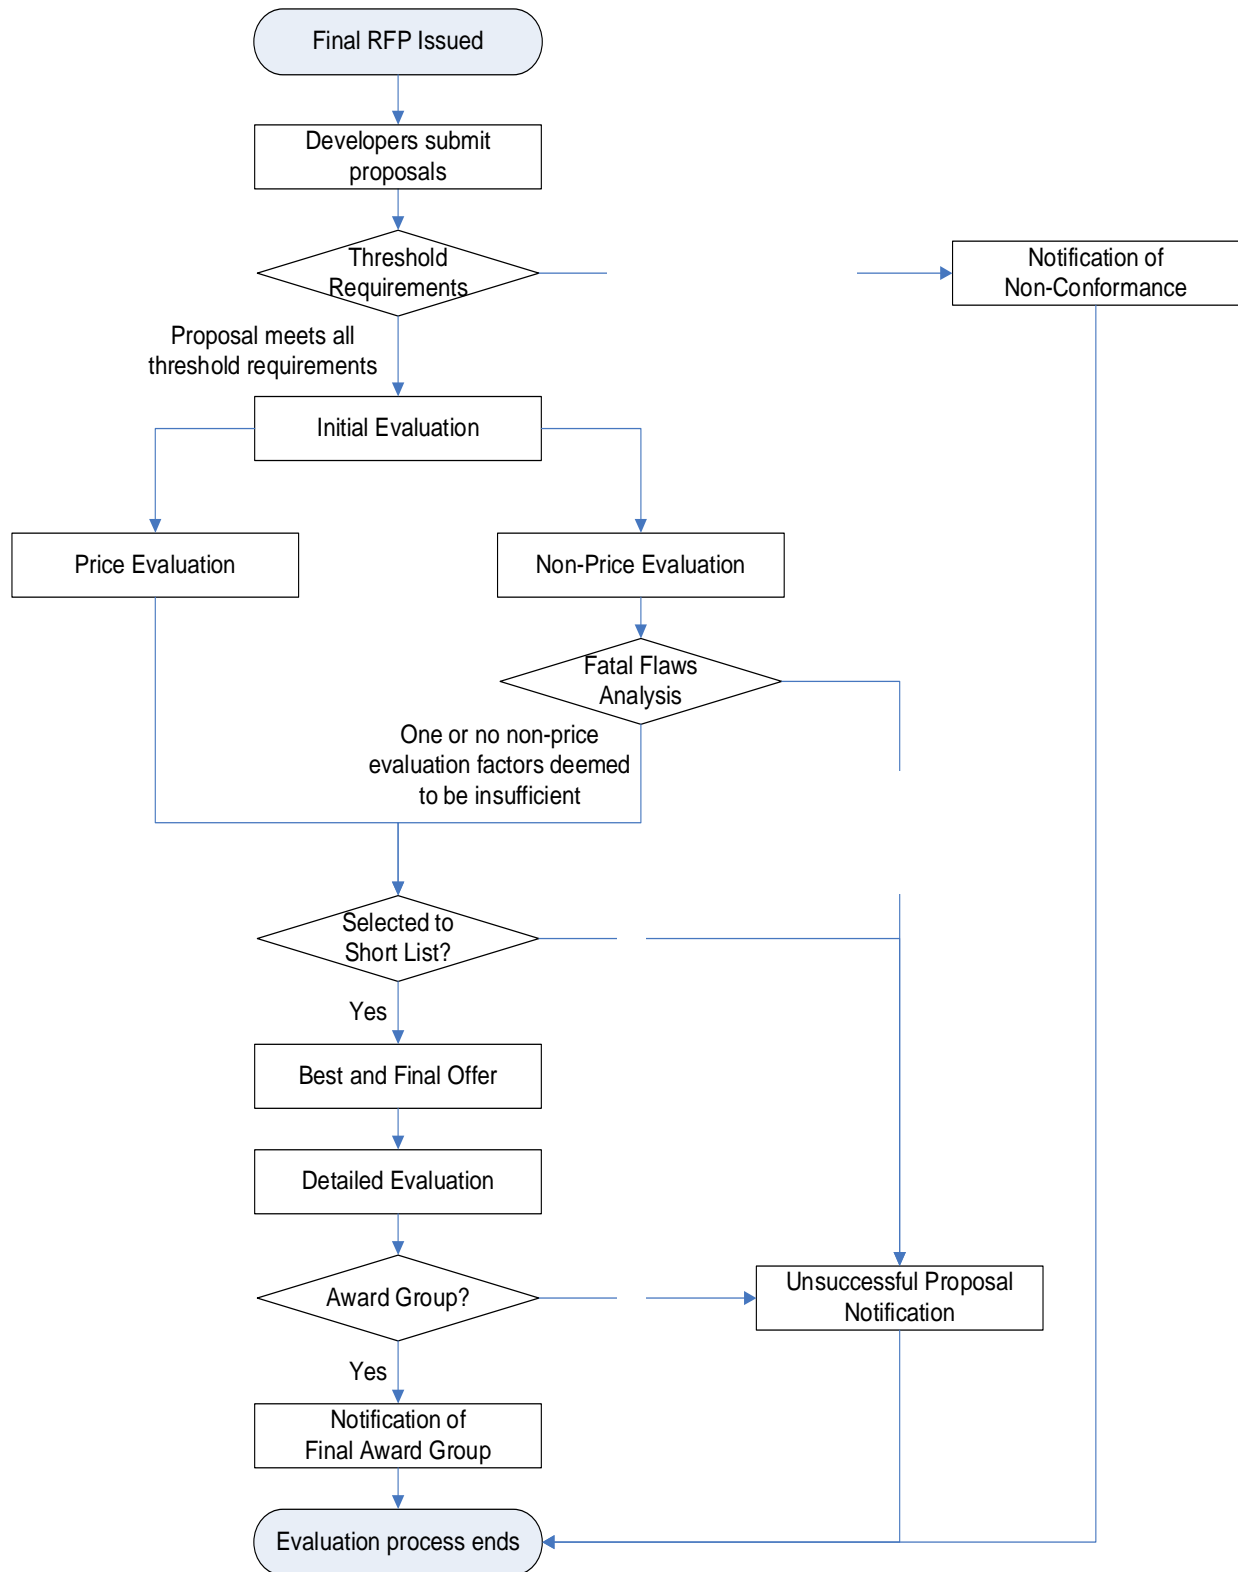 Final RFP Issued
Developers submit
proposals
Threshold
Requirements
Notification of
Non-Conformance
Proposal meets all
threshold requirements
Initial Evaluation
Price Evaluation
Non-Price Evaluation
Fatal Flaws
Analysis
One or no non-price
evaluation factors deemed
to be insufficient
Selected to
Short List?
Yes
Best and Final Offer
Detailed Evaluation
Award Group?
Unsuccessful Proposal
Notification
Yes
Notification of
Final Award Group
Evaluation process ends